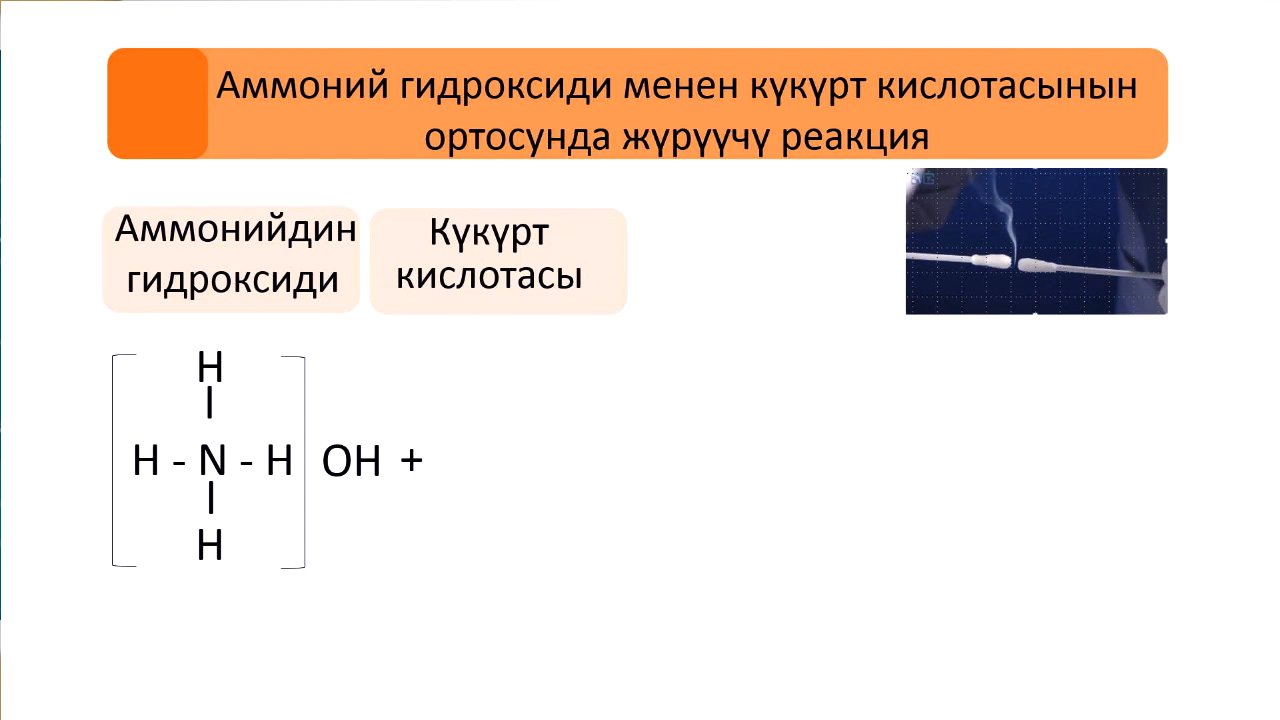 Аммоний гидроксиди менен күкүрт кислотасынын
ортосунда жүрүүчү реакция
Аммонийдин
гидроксиди
Күкүрт
кислотасы
H
I
H - N - H OH +
I
H